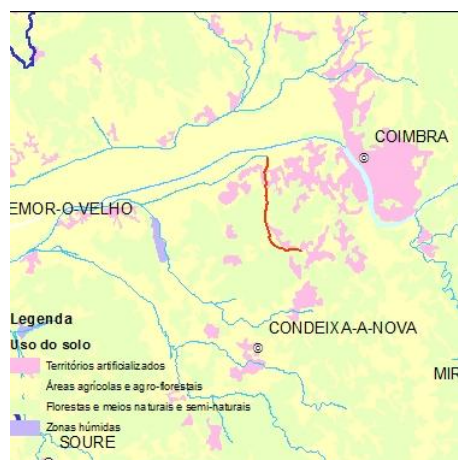 COIMBRA
EMOR-O-VELHO
Legenda
Uso do solo
CONDEIXA-A-NOVA
Territórios artificializados
MIR
Áreas agrícolas e agro-florestais
Florestas e meios naturais e semi-naturais
Zonas húmidas
SOURE